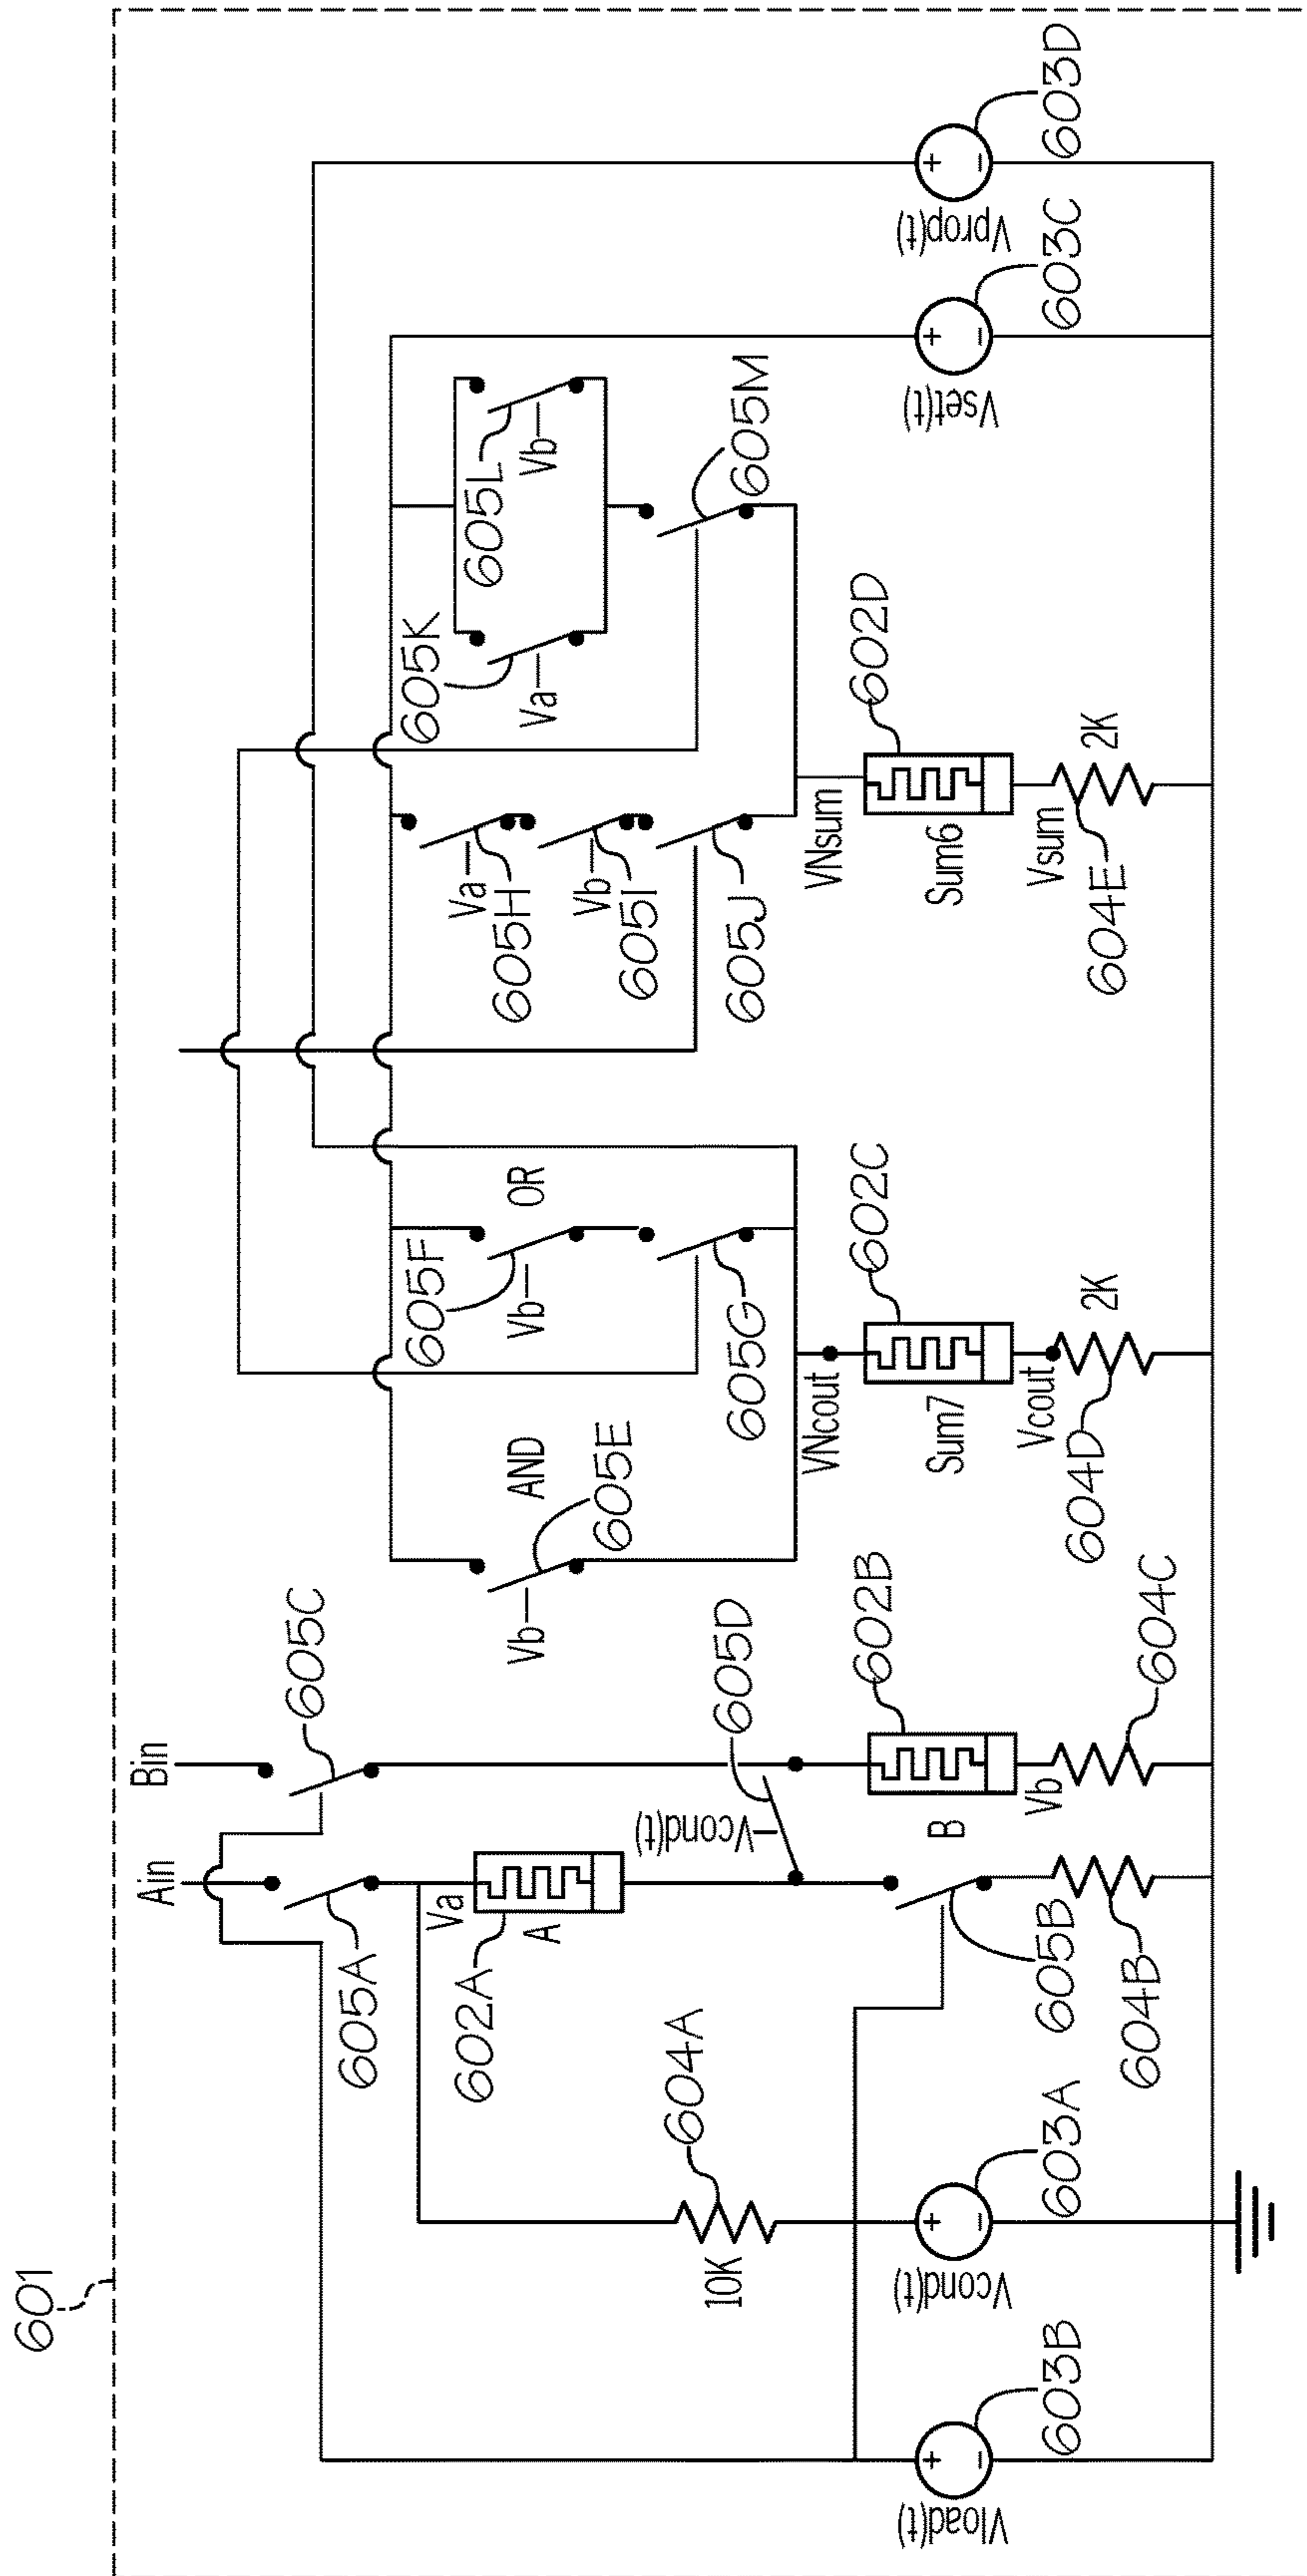 601
Vload(t)
603B
Vcond(t)
603A
10K
604A
Ain
605A
Va
602A
A
605B
604B
Bin
605C
Vcond(t)
605D
602B
B
Vb
604C
AND
Vb
605E
OR
605F
Vb
605G
VNcout
602C
Sum7
Vcout
2K
604D
Va
605H
Vb
605I
605J
605K
Va
605L
Vb
605M
VNsum
602D
Sum6
Vsum
2K
604E
Vset(t)
603C
Vprop(t)
603D